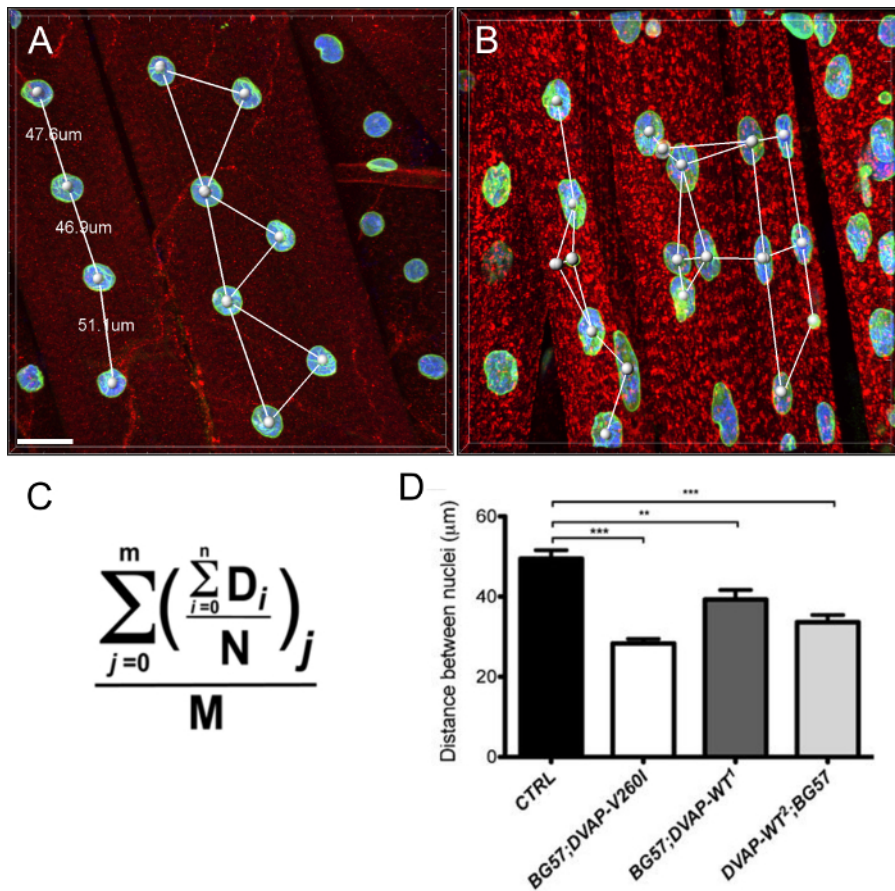 A
47.6um
46.9um
51.1um
B
C
m
∑
j=0
(
n
∑
i=0
D i
N
) j
M
D
Distance between nuclei (μm)
60
40
20
0
***
**
***
CTRL
BG57;DVAP-V260I
BG57;DVAP-WT¹
DVAP-WT²;BG57